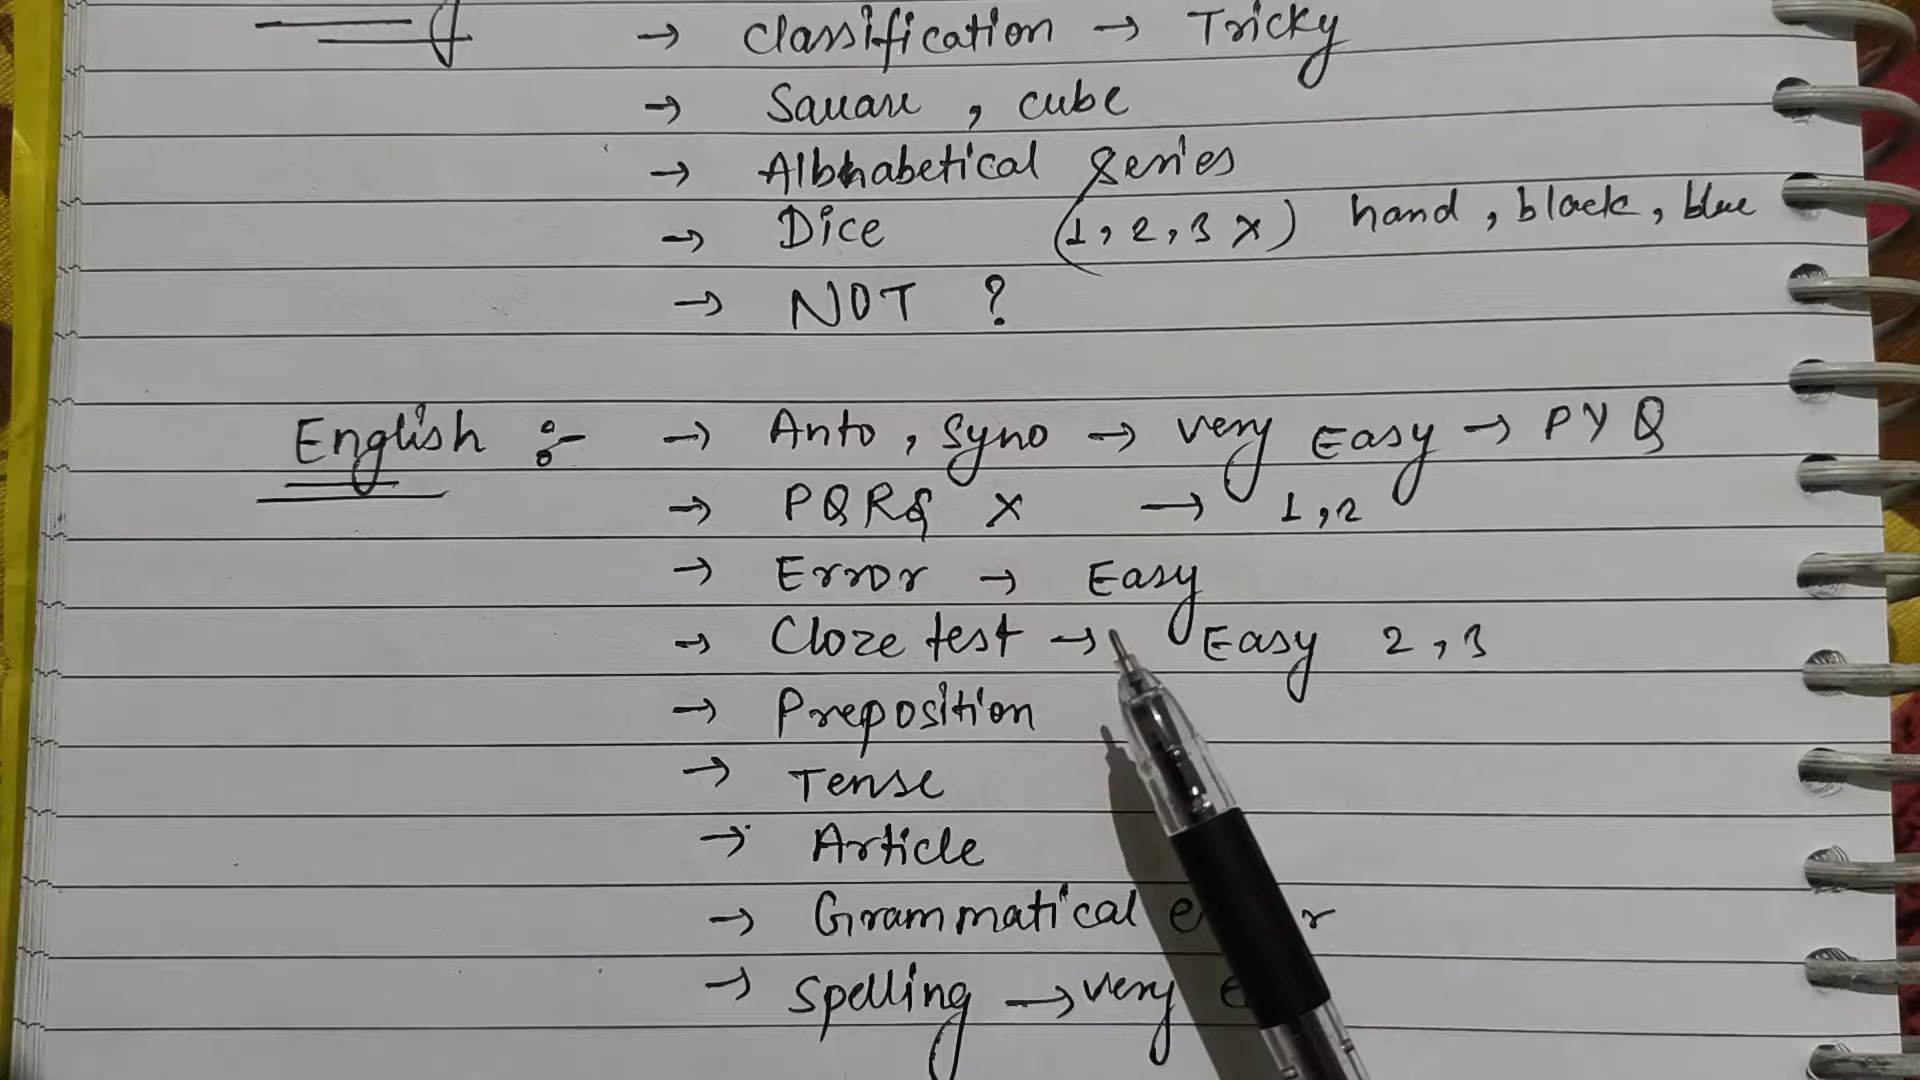 → Classification → Tricky
→ Sauare , cube
→ Albhabetical Series
→ Dice (1, 2, 3 x) hand, black, blue
→ NOT ?
English :- → Anto, Syno → very Easy → PYQ
→ PQRS x → 1,2
→ Error → Easy
→ Cloze test → Easy 2, 3
→ Preposition
→ Tense
→ Article
→ Grammatical
→ Spelling → very